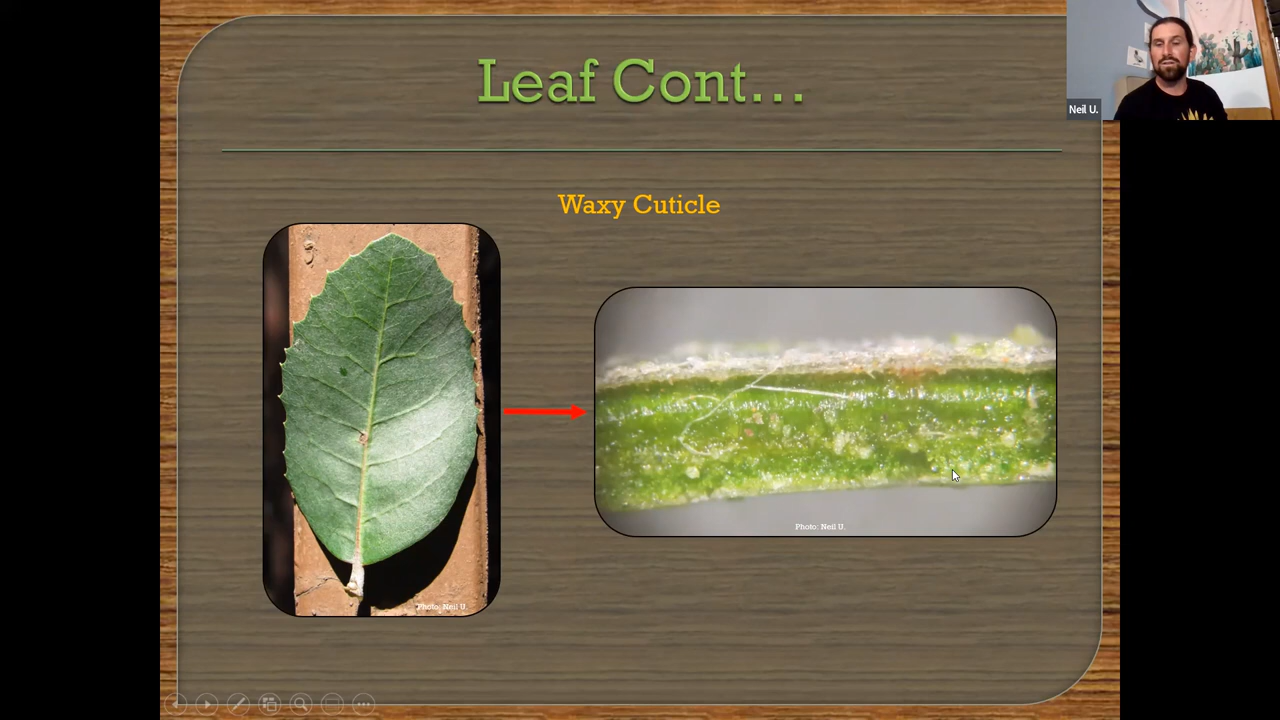 Leaf Cont...
Neil U.
Waxy Cuticle
Photo: Neil U.
Photo: Neil U.